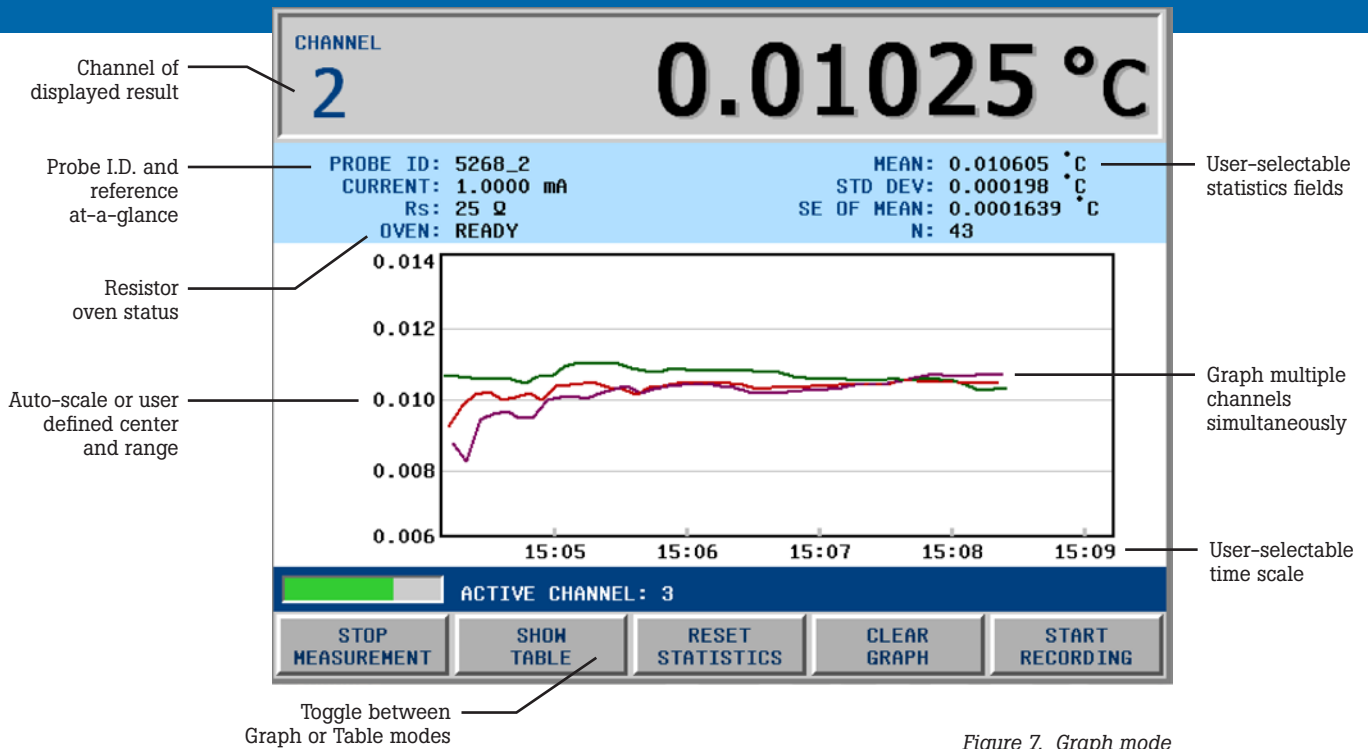 CHANNEL
2
0.01025 °C
Channel of
displayed result
Probe I.D. and
reference
at-a-glance
PROBE ID: 5268_2
CURRENT: 1.0000 mA
Rs: 25 Ω
OVEN: READY
MEAN: 0.010605 °C
STD DEV: 0.000198 °C
SE OF MEAN: 0.0001639 °C
N: 43
User-selectable
statistics fields
Resistor
oven status
Auto-scale or user
defined center
and range
0.014
0.012
0.010
0.008
0.006
15:05 15:06 15:07 15:08 15:09
Graph multiple
channels
simultaneously
User-selectable
time scale
ACTIVE CHANNEL: 3
STOP
MEASUREMENT
SHOW
TABLE
RESET
STATISTICS
CLEAR
GRAPH
START
RECORDING
Toggle between
Graph or Table modes
Figure 7. Graph mode